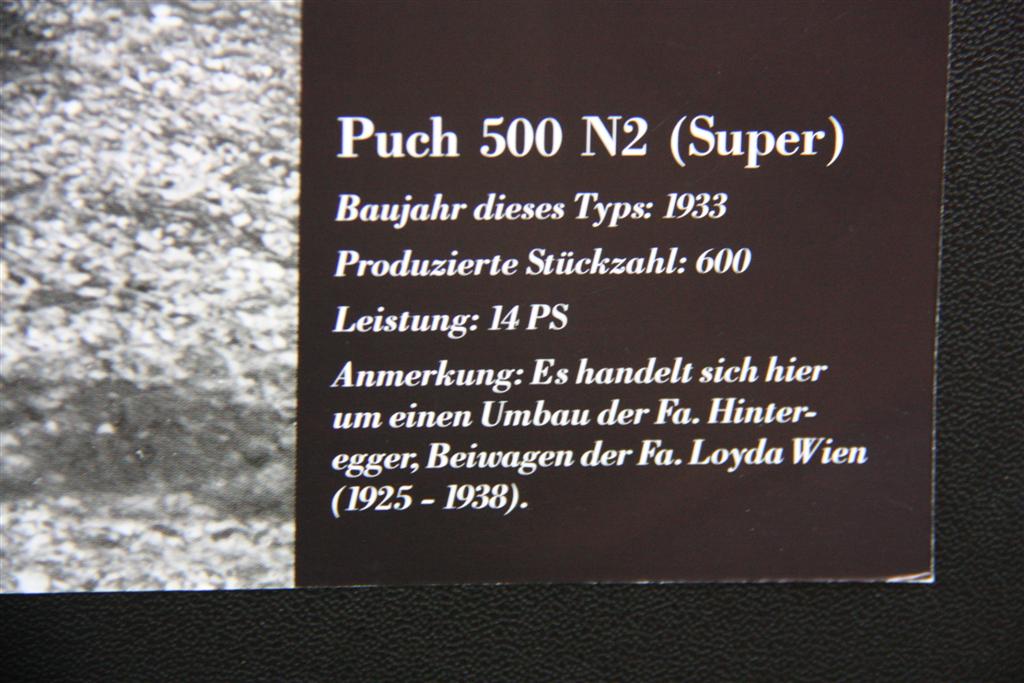 Puch 500 N2 (Super)
Baujahr dieses Typs: 1933
Produzierte Stückzahl: 600
Leistung: 14 PS
Anmerkung: Es handelt sich hier
um einen Umbau der Fa. Hinter-
egger, Beiwagen der Fa. Loyda Wien
(1925 - 1938).